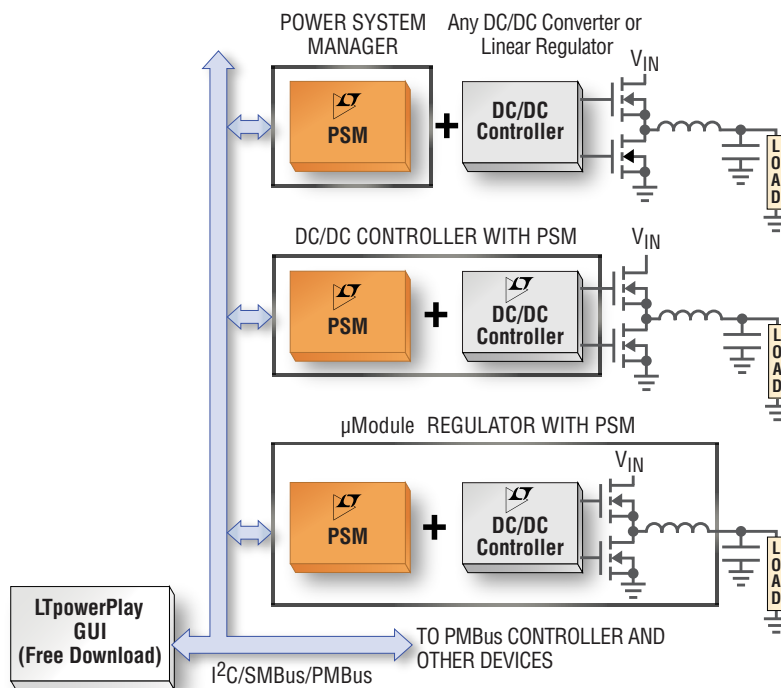 POWER SYSTEM
MANAGER
Any DC/DC Converter or
Linear Regulator
PSM
+
DC/DC
Controller
VIN
LOAD
DC/DC CONTROLLER WITH PSM
PSM
+
DC/DC
Controller
VIN
LOAD
µModule REGULATOR WITH PSM
PSM
+
DC/DC
Controller
VIN
LOAD
LTpowerPlay
GUI
(Free Download)
I²C/SMBus/PMBus
TO PMBus CONTROLLER AND
OTHER DEVICES